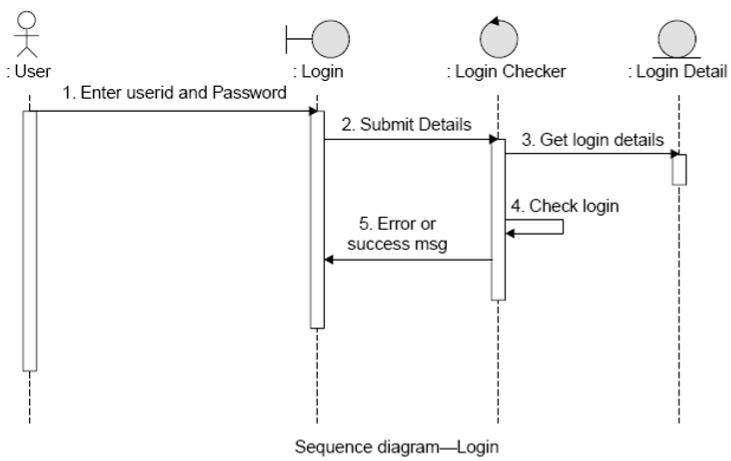 : User
: Login
: Login Checker
: Login Detail
1. Enter userid and Password
2. Submit Details
3. Get login details
4. Check login
5. Error or
success msg
Sequence diagram—Login